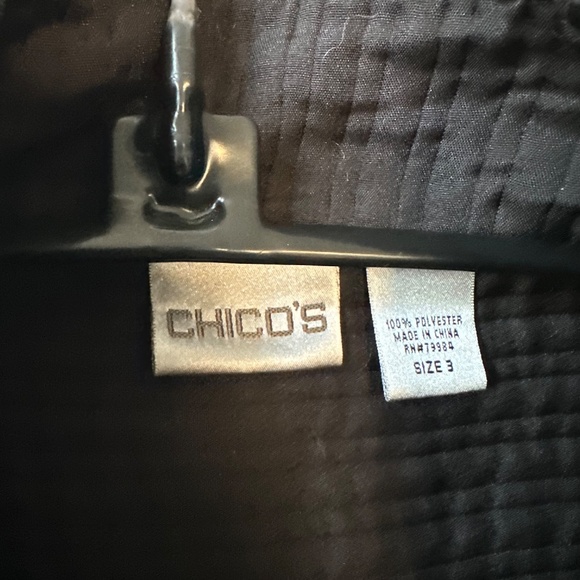 CHICO'S
100% POLYESTER
MADE IN CHINA
RN#79984
SIZE 3